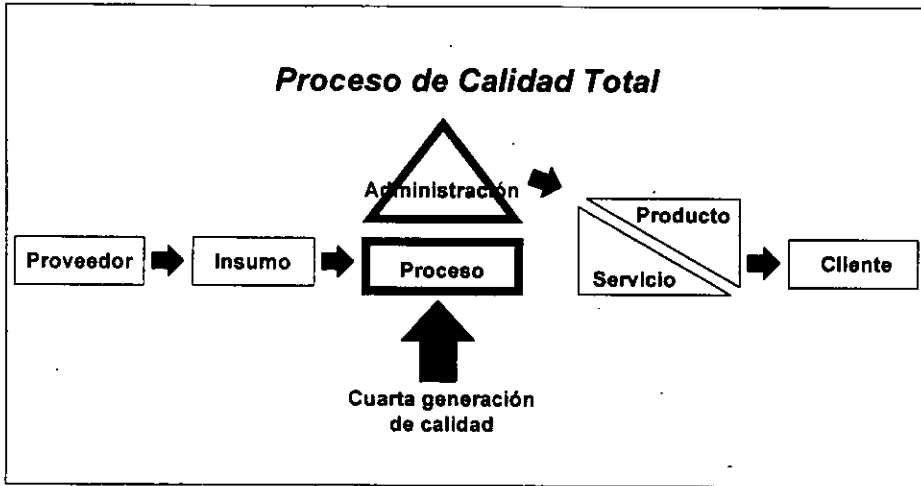 Proceso de Calidad Total
Administración
Producto
Proveedor
Insumo
Proceso
Servicio
Cliente
Cuarta generación
de calidad